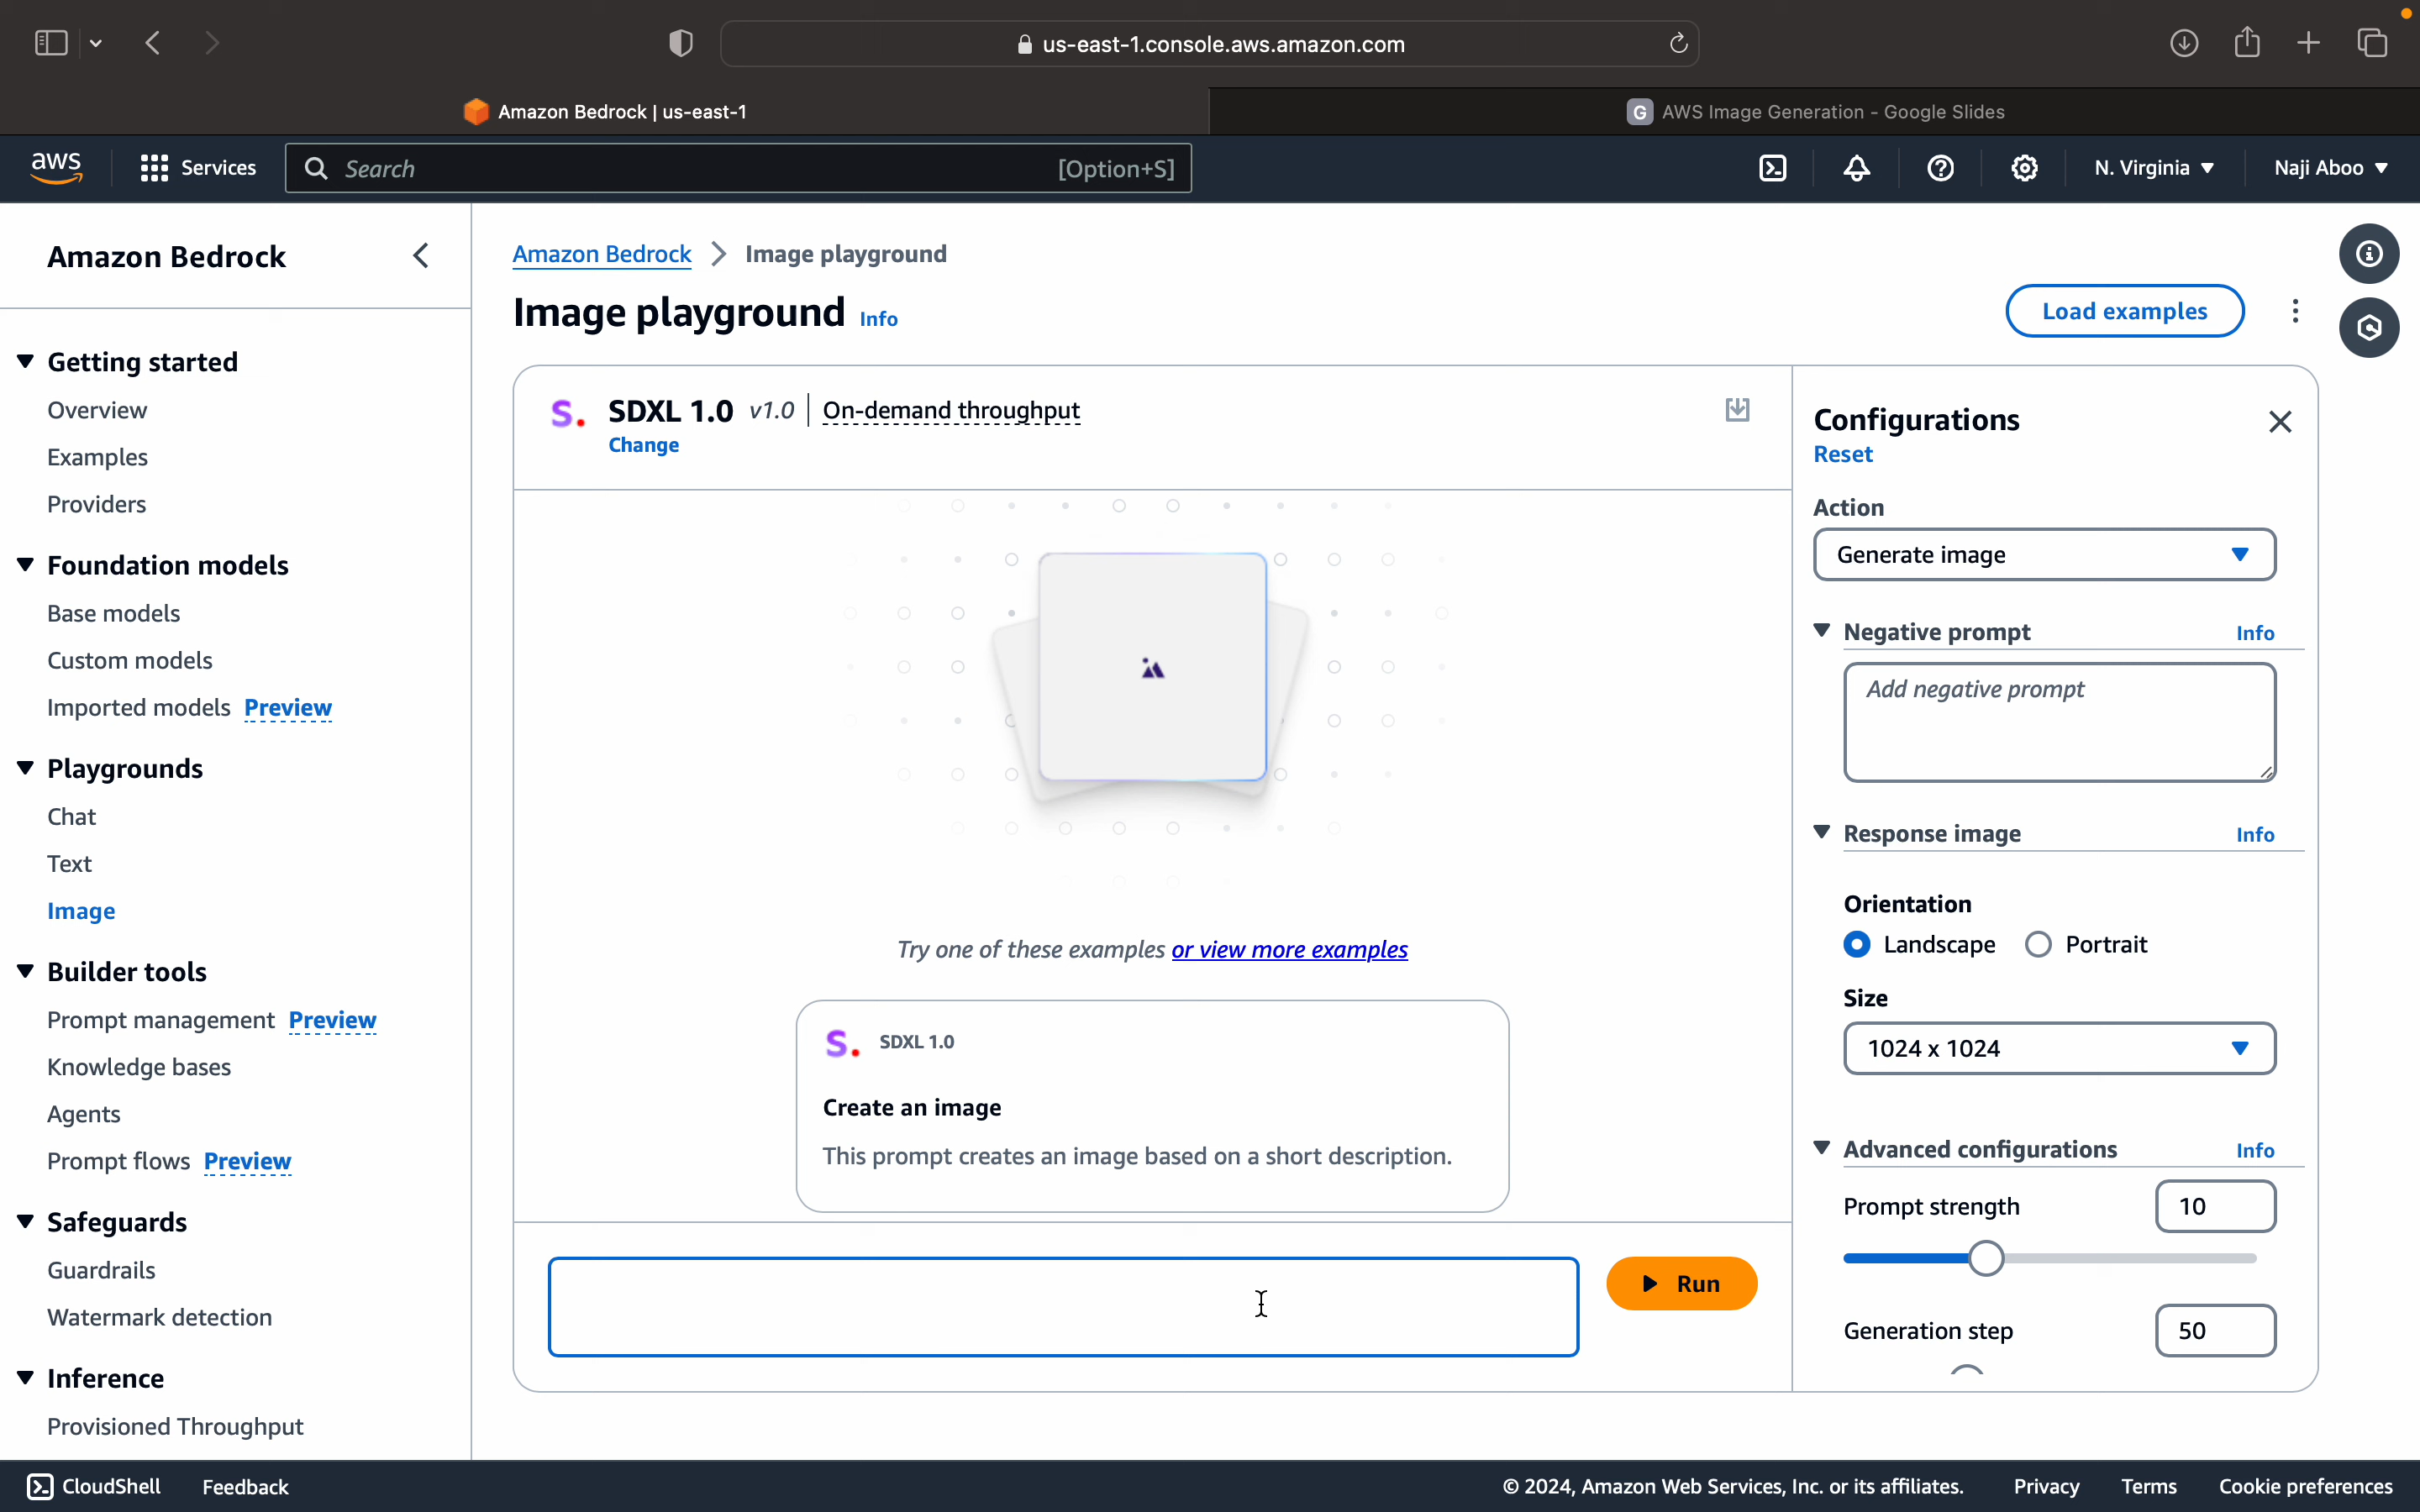 us-east-1.console.aws.amazon.com
Amazon Bedrock | us-east-1
G AWS Image Generation - Google Slides
aws Services Search [Option+S] N. Virginia Naji Aboo
Amazon Bedrock
Getting started
Overview
Examples
Providers
Foundation models
Base models
Custom models
Imported models Preview
Playgrounds
Chat
Text
Image
Builder tools
Prompt management Preview
Knowledge bases
Agents
Prompt flows Preview
Safeguards
Guardrails
Watermark detection
Inference
Provisioned Throughput
Amazon Bedrock > Image playground
Image playground Info
Load examples
S. SDXL 1.0 v1.0 | On-demand throughput
Change
Try one of these examples or view more examples
S. SDXL 1.0
Create an image
This prompt creates an image based on a short description.
Run
Configurations
Reset
Action
Generate image
Negative prompt Info
Add negative prompt
Response image Info
Orientation
Landscape Portrait
Size
1024 x 1024
Advanced configurations Info
Prompt strength 10
Generation step 50
CloudShell Feedback © 2024, Amazon Web Services, Inc. or its affiliates. Privacy Terms Cookie preferences